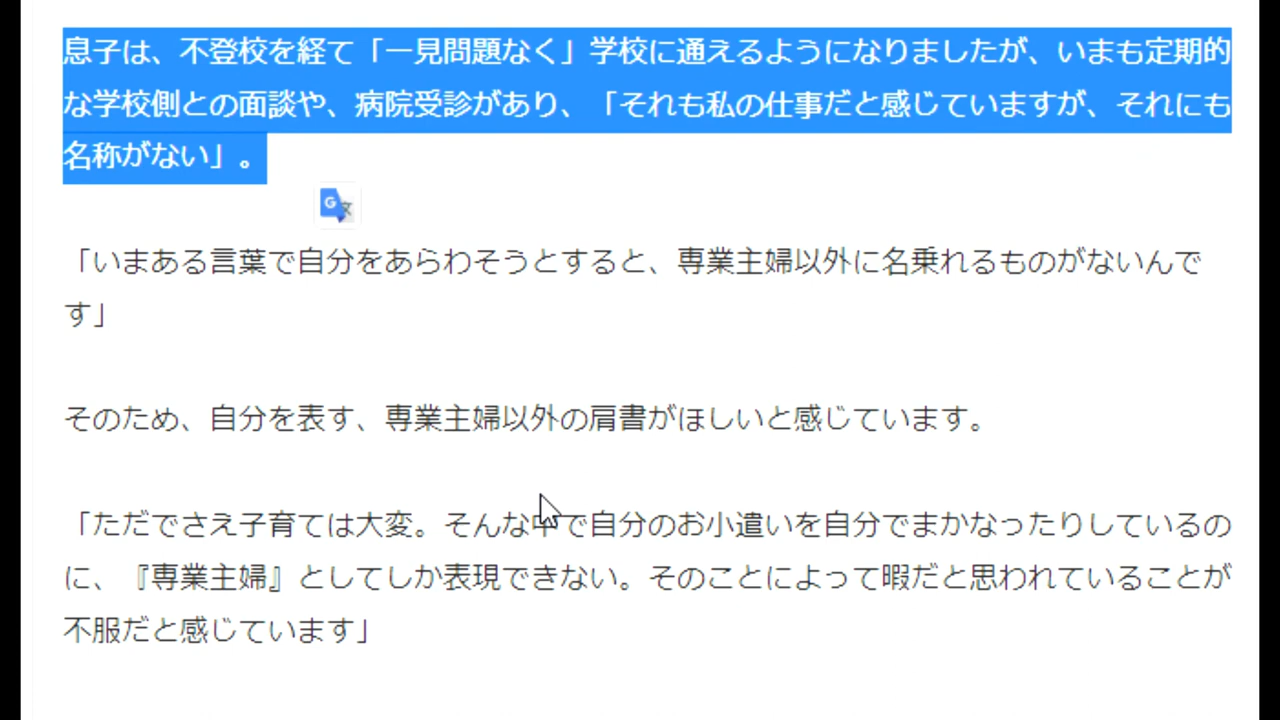 息子は、不登校を経て「一見問題なく」学校に通えるようになりましたが、いまも定期的
な学校側との面談や、病院受診があり、「それも私の仕事だと感じていますが、それにも
名称がない」。
G文
「いまある言葉で自分をあらわそうとすると、専業主婦以外に名乗れるものがないんで
す」
そのため、自分を表す、専業主婦以外の肩書がほしいと感じています。
「ただでさえ子育ては大変。そんな中で自分のお小遣いを自分でまかなったりしているの
に、『専業主婦』としてしか表現できない。そのことによって暇だと思われていることが
不服だと感じています」